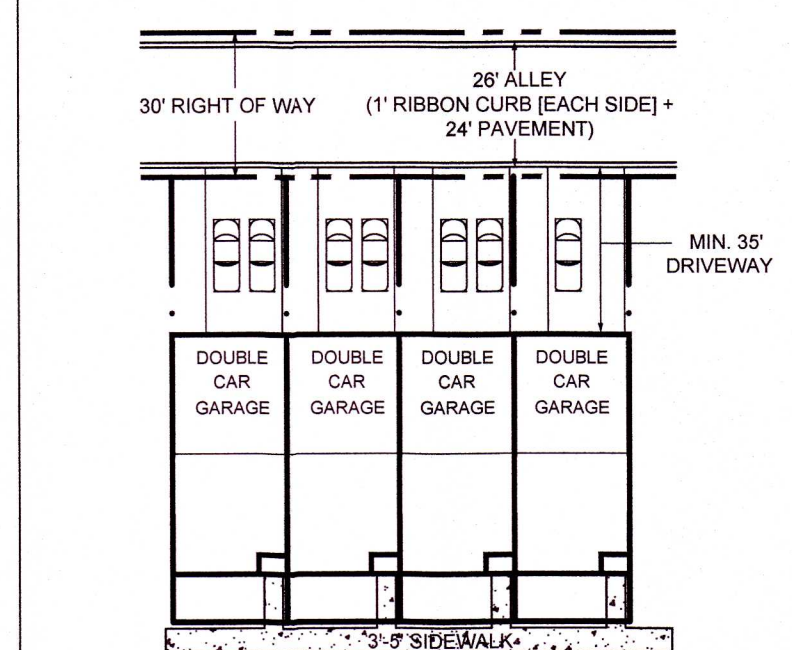 30' RIGHT OF WAY
26' ALLEY
(1' RIBBON CURB [EACH SIDE] +
24' PAVEMENT)
MIN. 35'
DRIVEWAY
DOUBLE
CAR
GARAGE
DOUBLE
CAR
GARAGE
DOUBLE
CAR
GARAGE
DOUBLE
CAR
GARAGE
3'-5' SIDEWALK